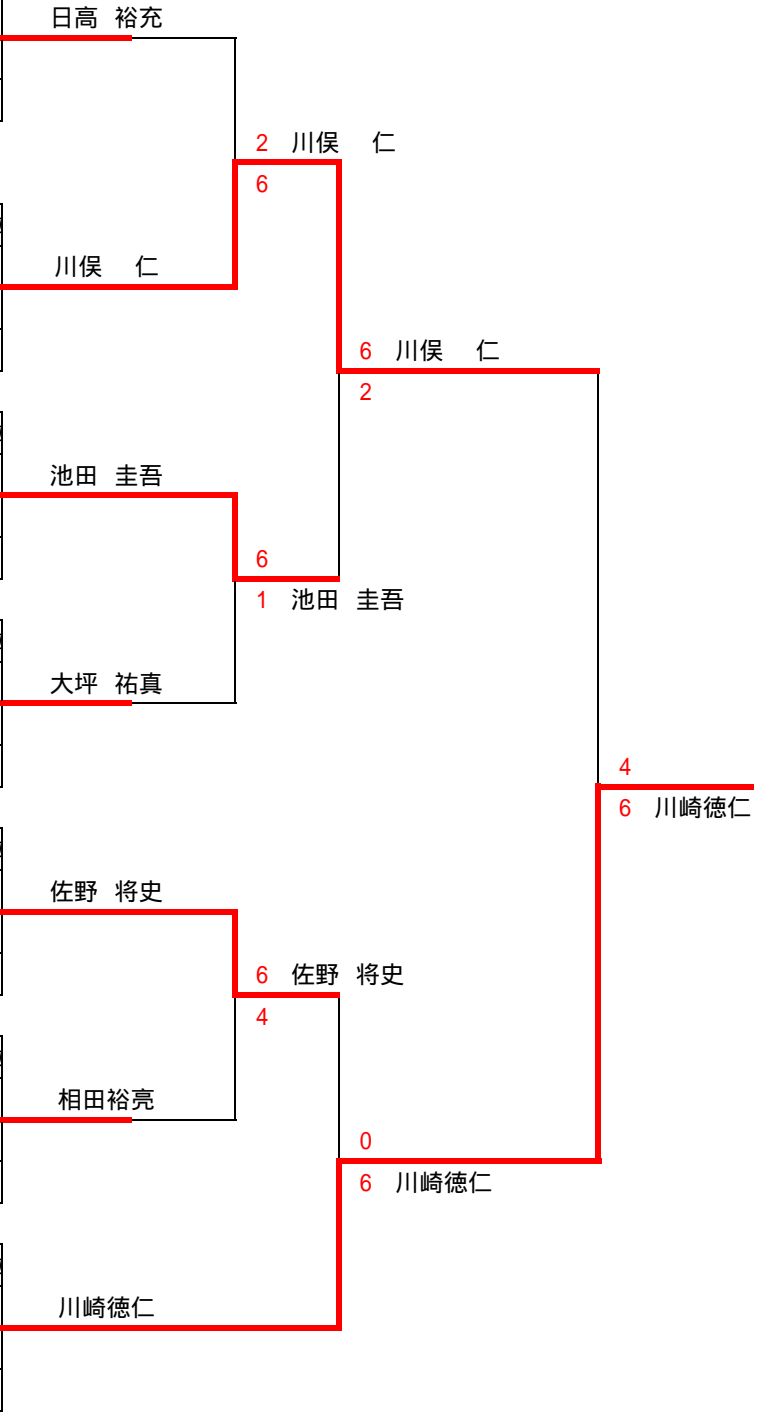 日高 裕充
2 川俣 仁
6
川俣 仁
6 川俣 仁
2
池田 圭吾
6
1 池田 圭吾
大坪 祐真
4
6 川崎徳仁
佐野 将史
6 佐野 将史
4
相田裕亮
0
6 川崎徳仁
川崎徳仁